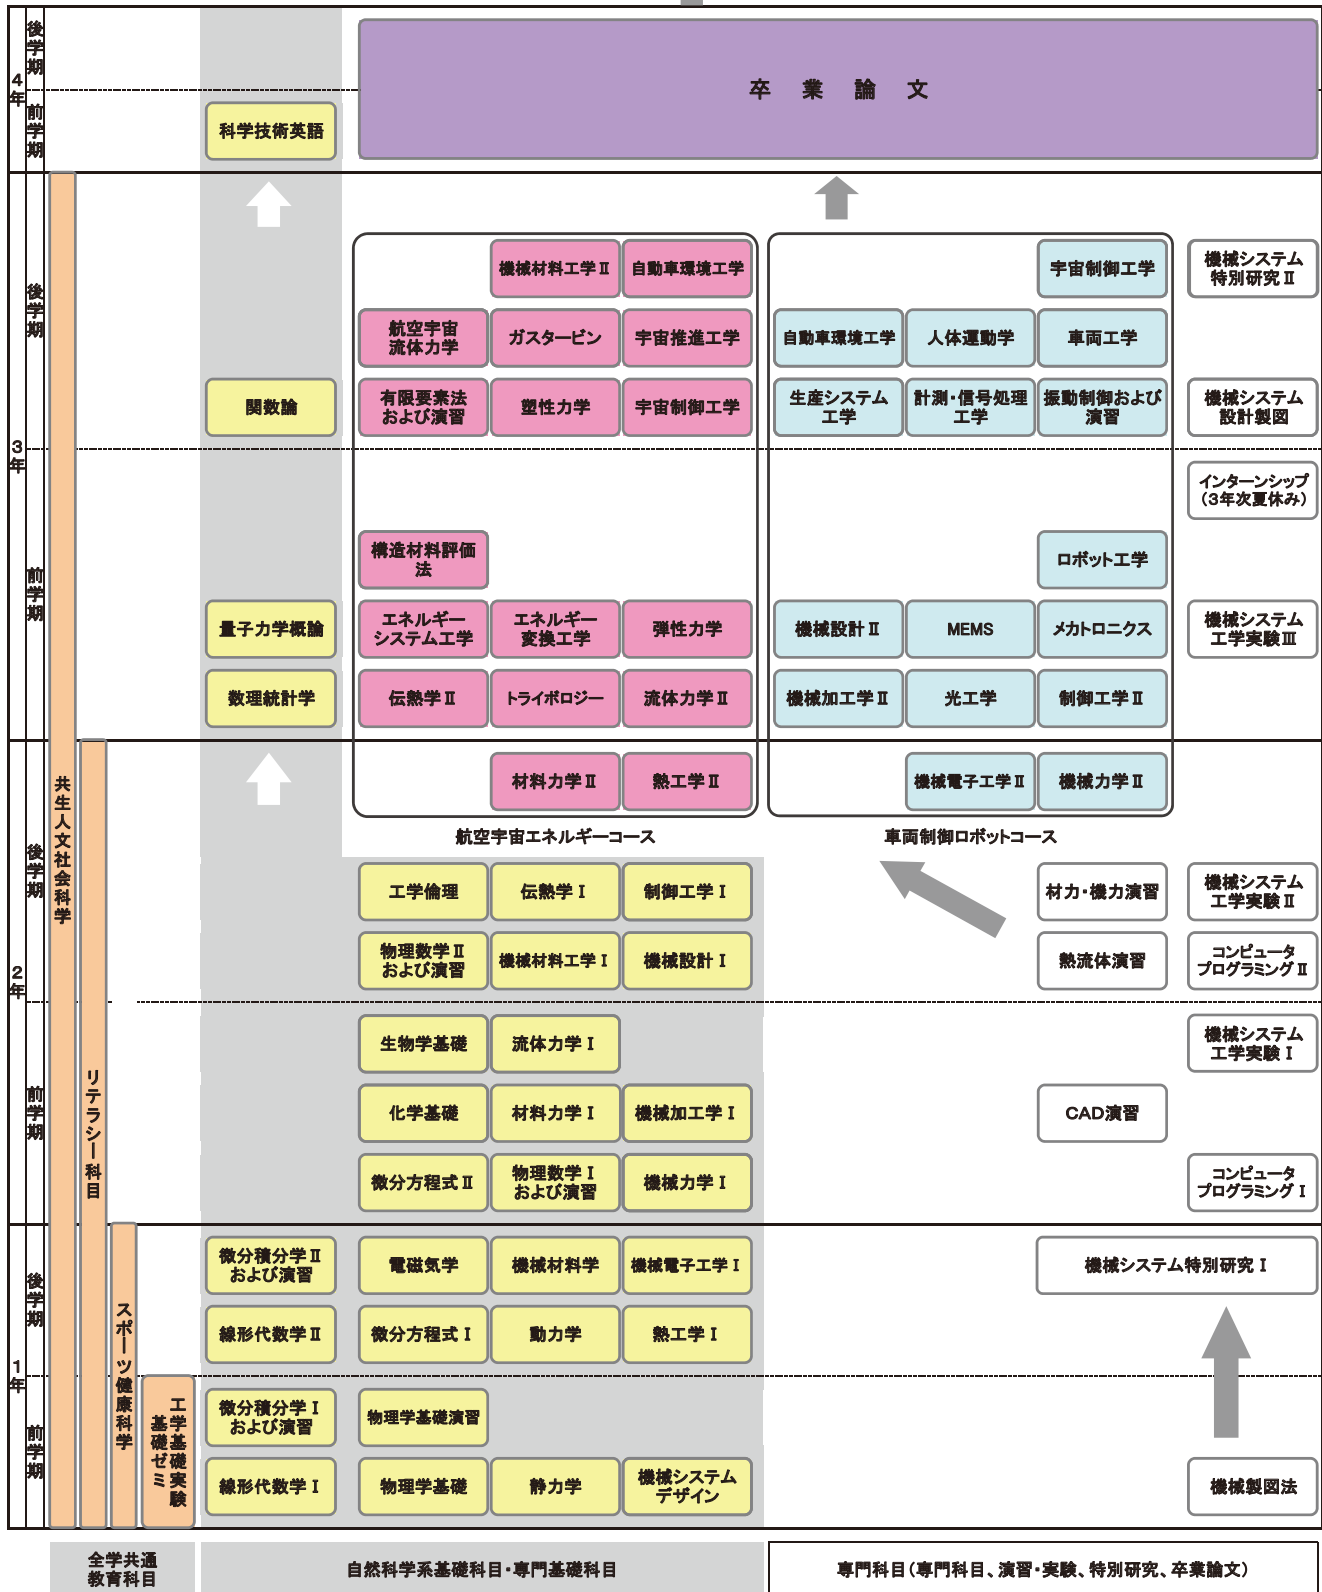 4年
後学期
前学期
卒業論文
科学技術英語
3年
後学期
機械材料工学Ⅱ
自動車環境工学
宇宙制御工学
機械システム
特別研究Ⅱ
航空宇宙
流体力学
ガスタービン
宇宙推進工学
自動車環境工学
人体運動学
車両工学
関数論
有限要素法
および演習
塑性力学
宇宙制御工学
生産システム
工学
計測・信号処理
工学
振動制御および
演習
機械システム
設計製図
前学期
インターンシップ
(3年次夏休み)
構造材料評価
法
ロボット工学
量子力学概論
エネルギー
システム工学
エネルギー
変換工学
弾性力学
機械設計Ⅱ
MEMS
メカトロニクス
機械システム
工学実験Ⅲ
数理統計学
伝熱学Ⅱ
トライボロジー
流体力学Ⅱ
機械加工学Ⅱ
光工学
制御工学Ⅱ
2年
後学期
材料力学Ⅱ
熱工学Ⅱ
機械電子工学Ⅱ
機械力学Ⅱ
航空宇宙エネルギーコース
車両制御ロボットコース
工学倫理
伝熱学Ⅰ
制御工学Ⅰ
材力・機力演習
機械システム
工学実験Ⅱ
物理数学Ⅱ
および演習
機械材料工学Ⅰ
機械設計Ⅰ
熱流体演習
コンピュータ
プログラミングⅡ
前学期
生物学基礎
流体力学Ⅰ
機械システム
工学実験Ⅰ
化学基礎
材料力学Ⅰ
機械加工学Ⅰ
CAD演習
微分方程式Ⅱ
物理数学Ⅰ
および演習
機械力学Ⅰ
コンピュータ
プログラミングⅠ
1年
後学期
微分積分学Ⅱ
および演習
電磁気学
機械材料学
機械電子工学Ⅰ
機械システム特別研究Ⅰ
線形代数学Ⅱ
微分方程式Ⅰ
動力学
熱工学Ⅰ
前学期
微分積分学Ⅰ
および演習
物理学基礎演習
線形代数学Ⅰ
物理学基礎
静力学
機械システム
デザイン
機械製図法
共生人文社会科学
リテラシー科目
スポーツ健康科学
工学基礎実験
基礎ゼミ
全学共通
教育科目
自然科学系基礎科目・専門基礎科目
専門科目(専門科目、演習・実験、特別研究、卒業論文)